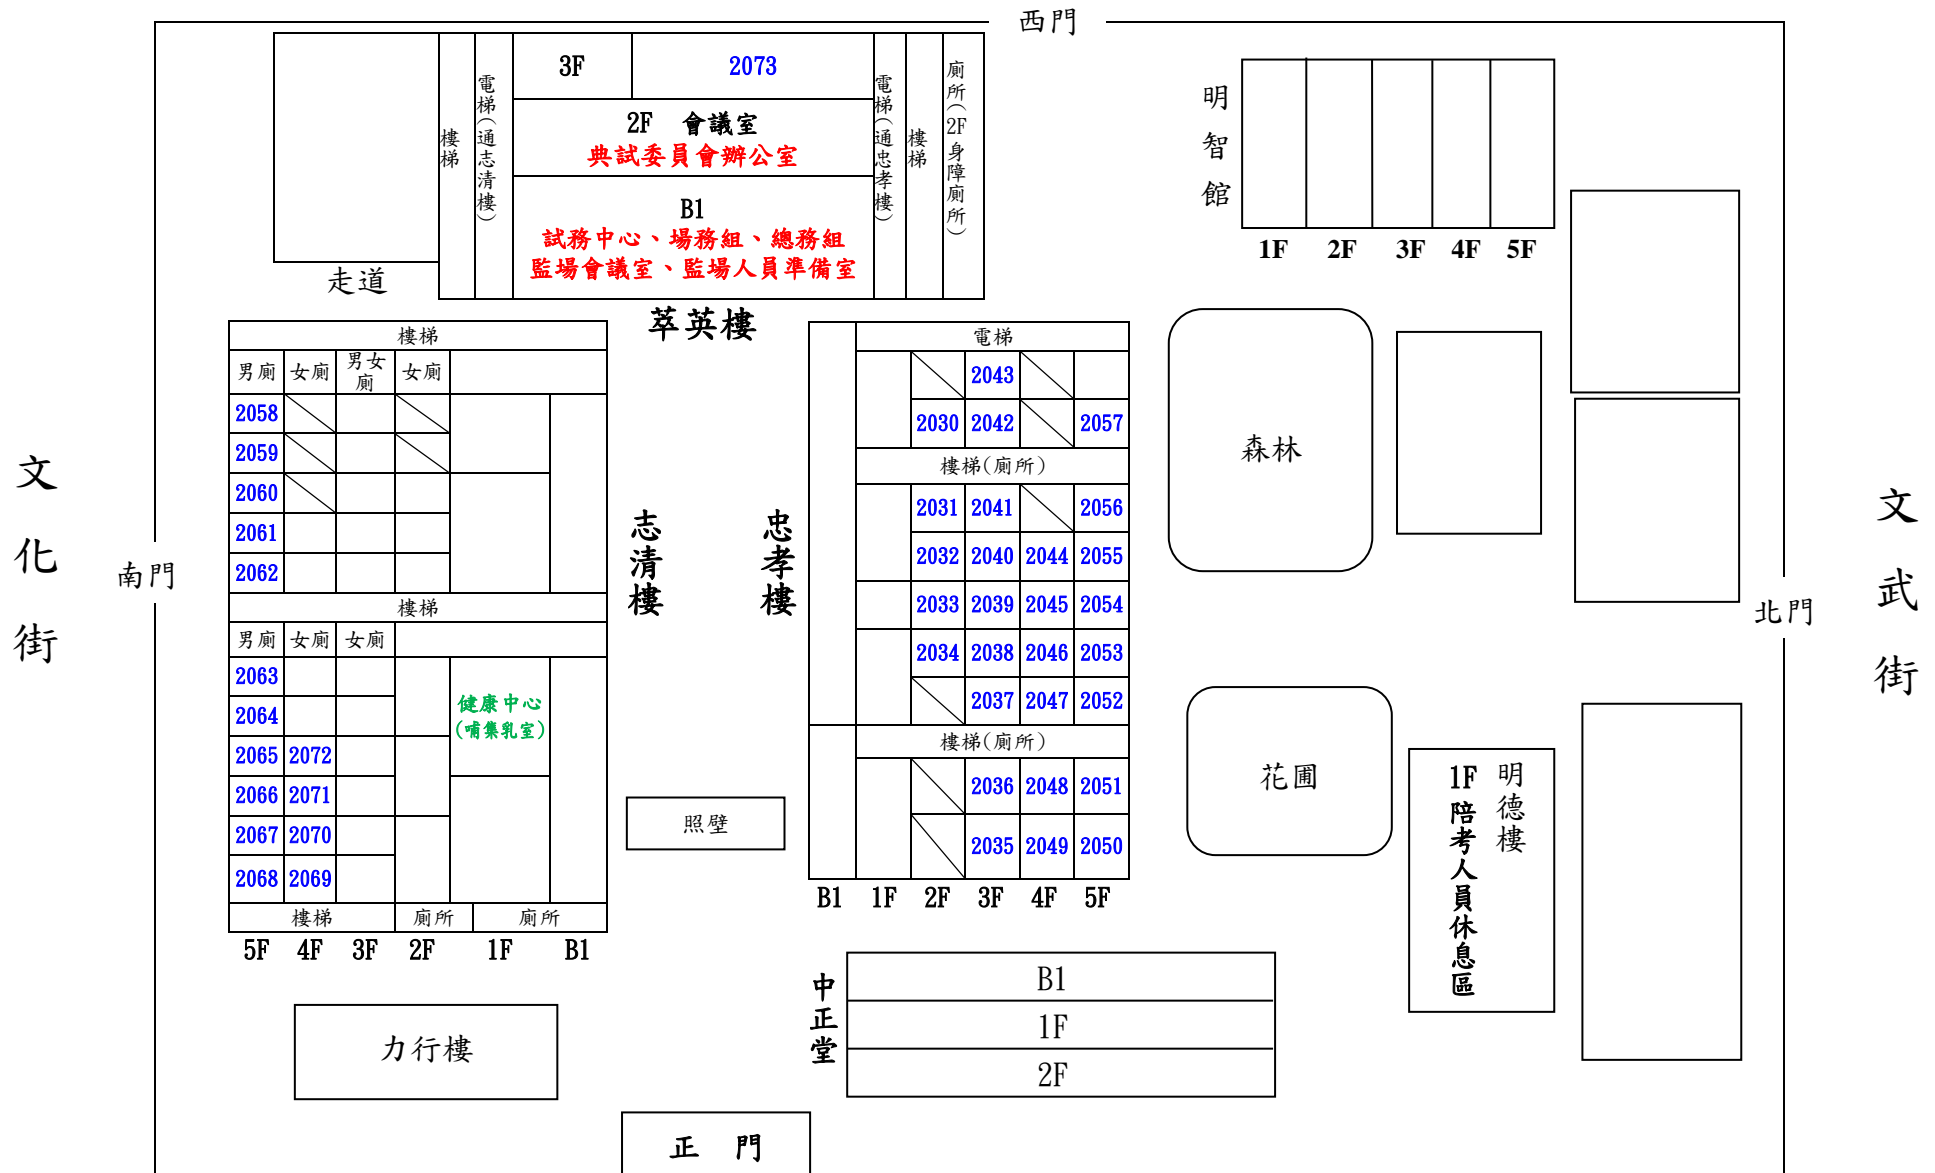 西門
樓梯
電梯(通志清樓)
3F
2073
2F 會議室
典試委員會辦公室
B1
試務中心、場務組、總務組
監場會議室、監場人員準備室
電梯(通忠孝樓)
樓梯
廁所(2F身障廁所)
走道
萃英樓
明智館
1F 2F 3F 4F 5F
文化街
南門
樓梯
男廁 女廁 男女廁 女廁
2058
2059
2060
2061
2062
樓梯
男廁 女廁 女廁
2063
2064
2065 2072
2066 2071
2067 2070
2068 2069
健康中心
(哺集乳室)
樓梯 廁所 廁所
5F 4F 3F 2F 1F B1
志清樓
照壁
忠孝樓
電梯
2043
2030 2042 2057
樓梯(廁所)
2031 2041 2056
2032 2040 2044 2055
2033 2039 2045 2054
2034 2038 2046 2053
2037 2047 2052
樓梯(廁所)
2036 2048 2051
2035 2049 2050
B1 1F 2F 3F 4F 5F
森林
花圃
明德樓
1F陪考人員休息區
北門
文武街
力行樓
中正堂
B1
1F
2F
正 門